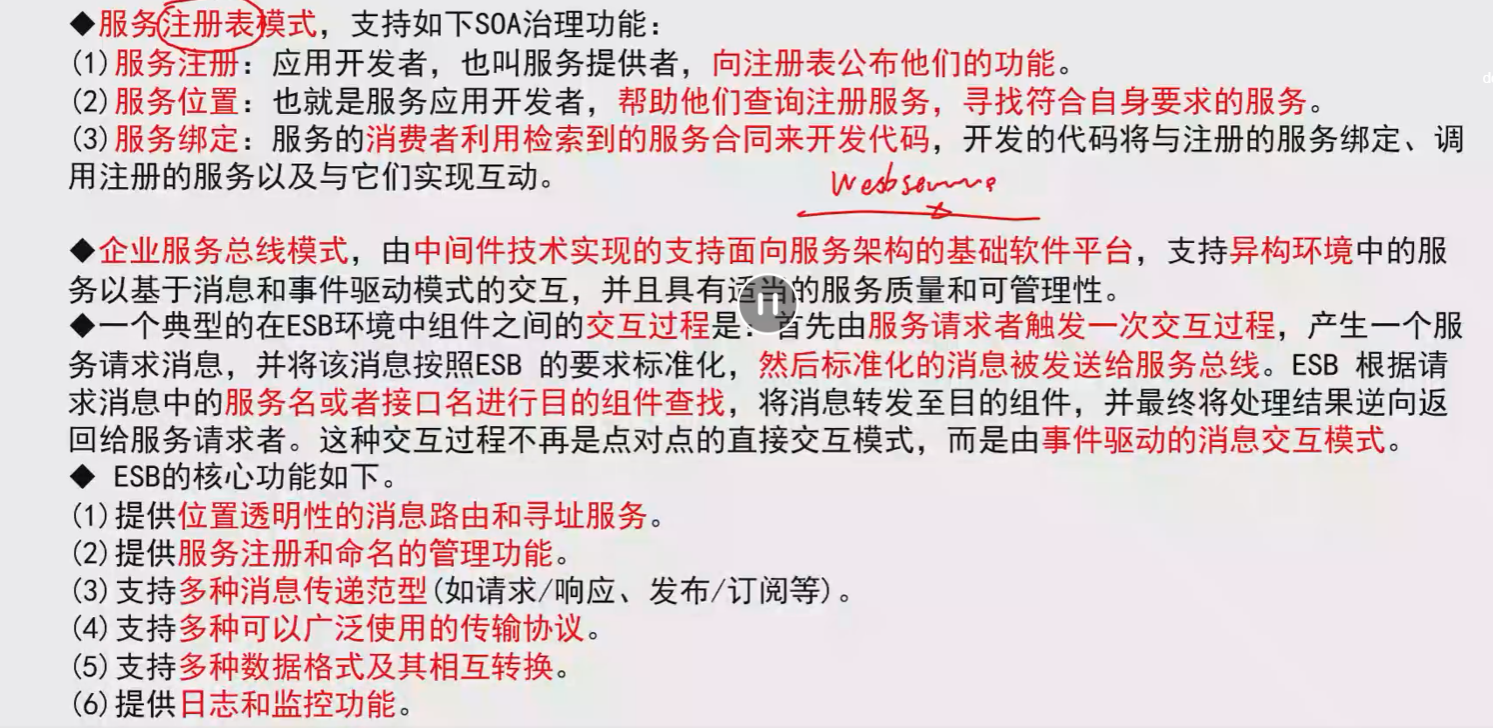 ◆服务注册表模式，支持如下SOA治理功能：
(1)服务注册：应用开发者，也叫服务提供者，向注册表公布他们的功能。
(2)服务位置：也就是服务应用开发者，帮助他们查询注册服务，寻找符合自身要求的服务。
(3)服务绑定：服务的消费者利用检索到的服务合同来开发代码，开发的代码将与注册的服务绑定、调
用注册的服务以及与它们实现互动。
◆企业服务总线模式，由中间件技术实现的支持面向服务架构的基础软件平台，支持异构环境中的服
务以基于消息和事件驱动模式的交互，并且具有适当的服务质量和可管理性。
◆一个典型的在ESB环境中组件之间的交互过程是：首先由服务请求者触发一次交互过程，产生一个服
务请求消息，并将该消息按照ESB 的要求标准化，然后标准化的消息被发送给服务总线。ESB 根据请
求消息中的服务名或者接口名进行目的组件查找，将消息转发至目的组件，并最终将处理结果逆向返
回给服务请求者。这种交互过程不再是点对点的直接交互模式，而是由事件驱动的消息交互模式。
◆ ESB的核心功能如下。
(1)提供位置透明性的消息路由和寻址服务。
(2)提供服务注册和命名的管理功能。
(3)支持多种消息传递范型(如请求/响应、发布/订阅等)。
(4)支持多种可以广泛使用的传输协议。
(5)支持多种数据格式及其相互转换。
(6)提供日志和监控功能。